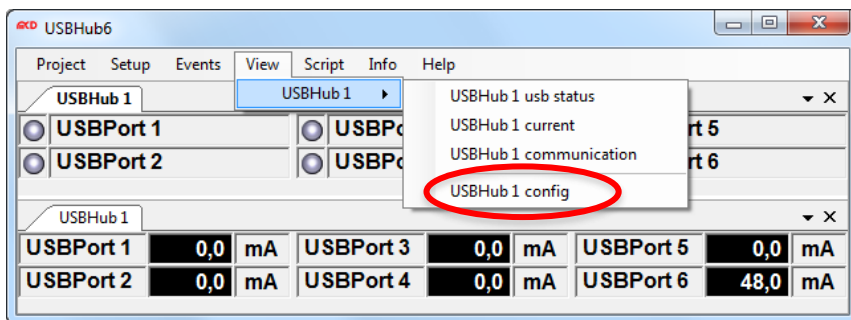 GKD USBHub6
Project Setup Events View Script Info Help
USBHub 1 USBHub 1 USBHub 1 usb status
USBHub 1 current
USBHub 1 communication
USBHub 1 config
USBPort 1 USBPo rt 5
USBPort 2 USBPo rt 6
USBHub 1
USBPort 1 0,0 mA USBPort 3 0,0 mA USBPort 5 0,0 mA
USBPort 2 0,0 mA USBPort 4 0,0 mA USBPort 6 48,0 mA